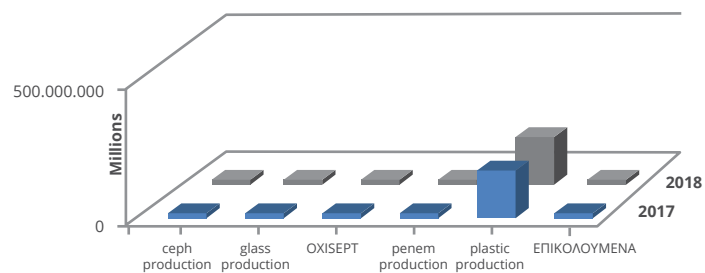 500.000.000
Millions
0
2018
2017
ceph production
glass production
OXISEPT
penem production
plastic production
ΕΠΙΚΟΛΟΥΜΕΝΑ